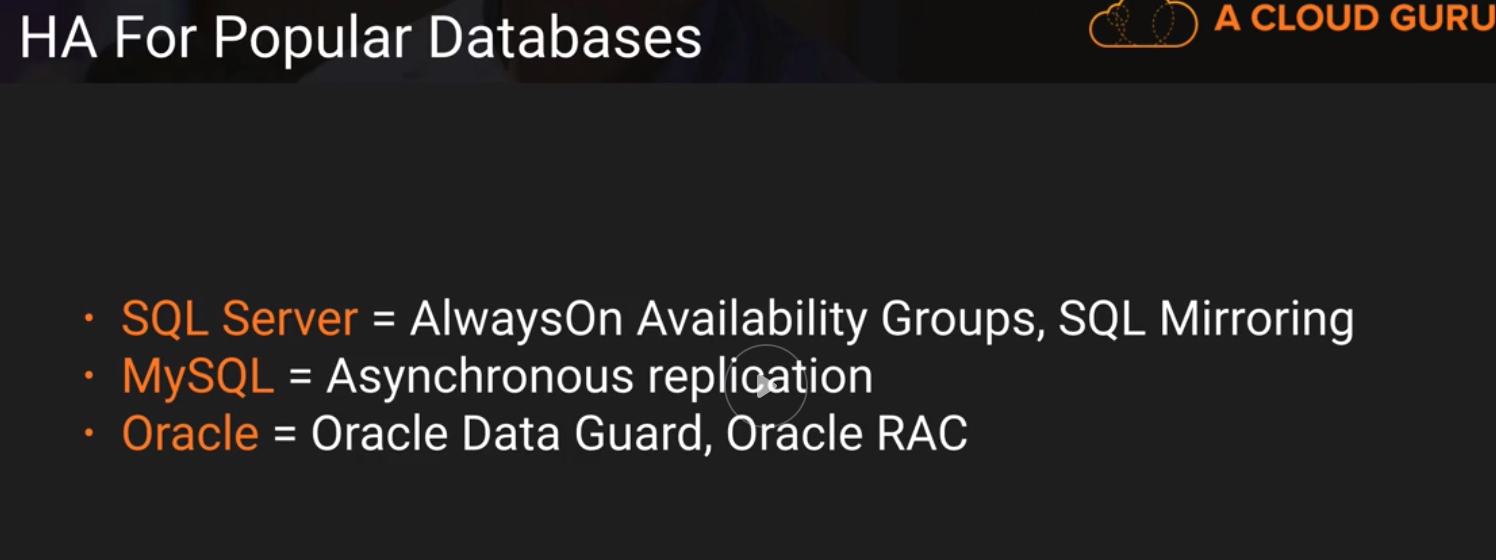 HA For Popular Databases
A CLOUD GURU
· SQL Server = AlwaysOn Availability Groups, SQL Mirroring
· MySQL = Asynchronous replication
· Oracle = Oracle Data Guard, Oracle RAC